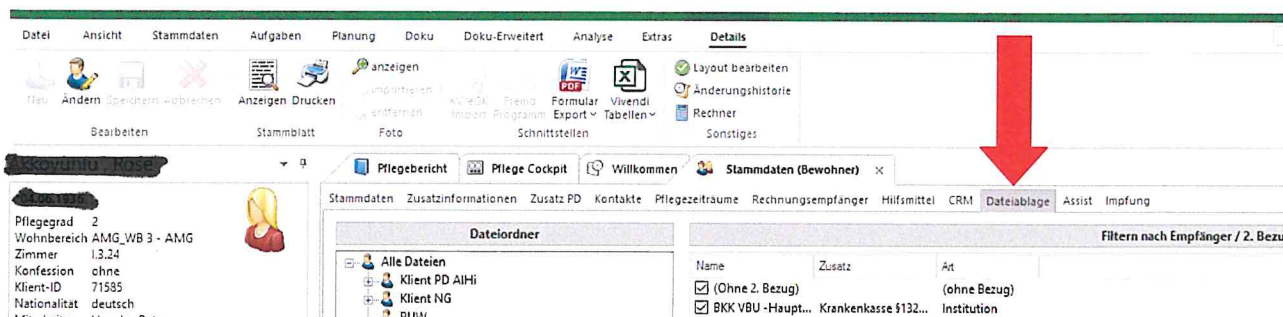 Datei Ansicht Stammdaten Aufgaben Planung Doku Doku-Erweitert Analyse Extras Details
Neu Ändern Speichern Abbrechen Anzeigen Drucken anzeigen importieren entfernen Fremd Programm Formular Export Vivendi Tabellen Layout bearbeiten
Änderungshistorie
Rechner
Bearbeiten Stammblatt Foto Schnittstellen Sonstiges
Pflegebericht Pflege Cockpit Willkommen Stammdaten (Bewohner) ×
Stammdaten Zusatzinformationen Zusatz PD Kontakte Pflegezeiträume Rechnungsempfänger Hilfsmittel CRM Dateiablage Assist Impfung
Pflegegrad 2
Wohnbereich AMG_WB 3 - AMG
Zimmer I.3.24
Konfession ohne
Klient-ID 71585
Nationalität deutsch
Dateiordner
Alle Dateien
Klient PD AlHi
Klient NG
Filtern nach Empfänger / 2. Bezu
Name Zusatz Art
(Ohne 2. Bezug) (ohne Bezug)
BKK VBU -Haupt... Krankenkasse §132... Institution